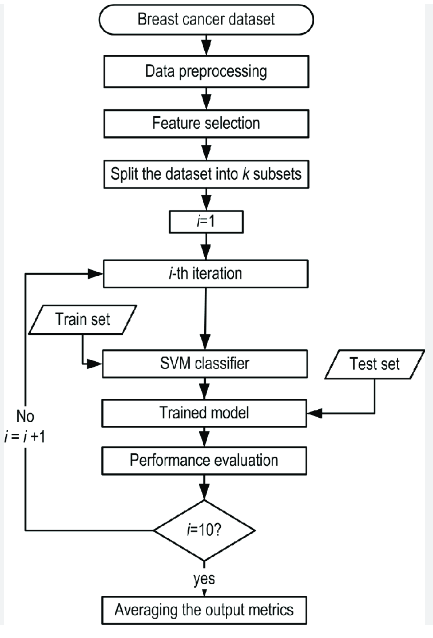 Breast cancer dataset
Data preprocessing
Feature selection
Split the dataset into k subsets
i=1
i-th iteration
Train set
SVM classifier
Test set
Trained model
No
i = i +1
Performance evaluation
i=10?
yes
Averaging the output metrics